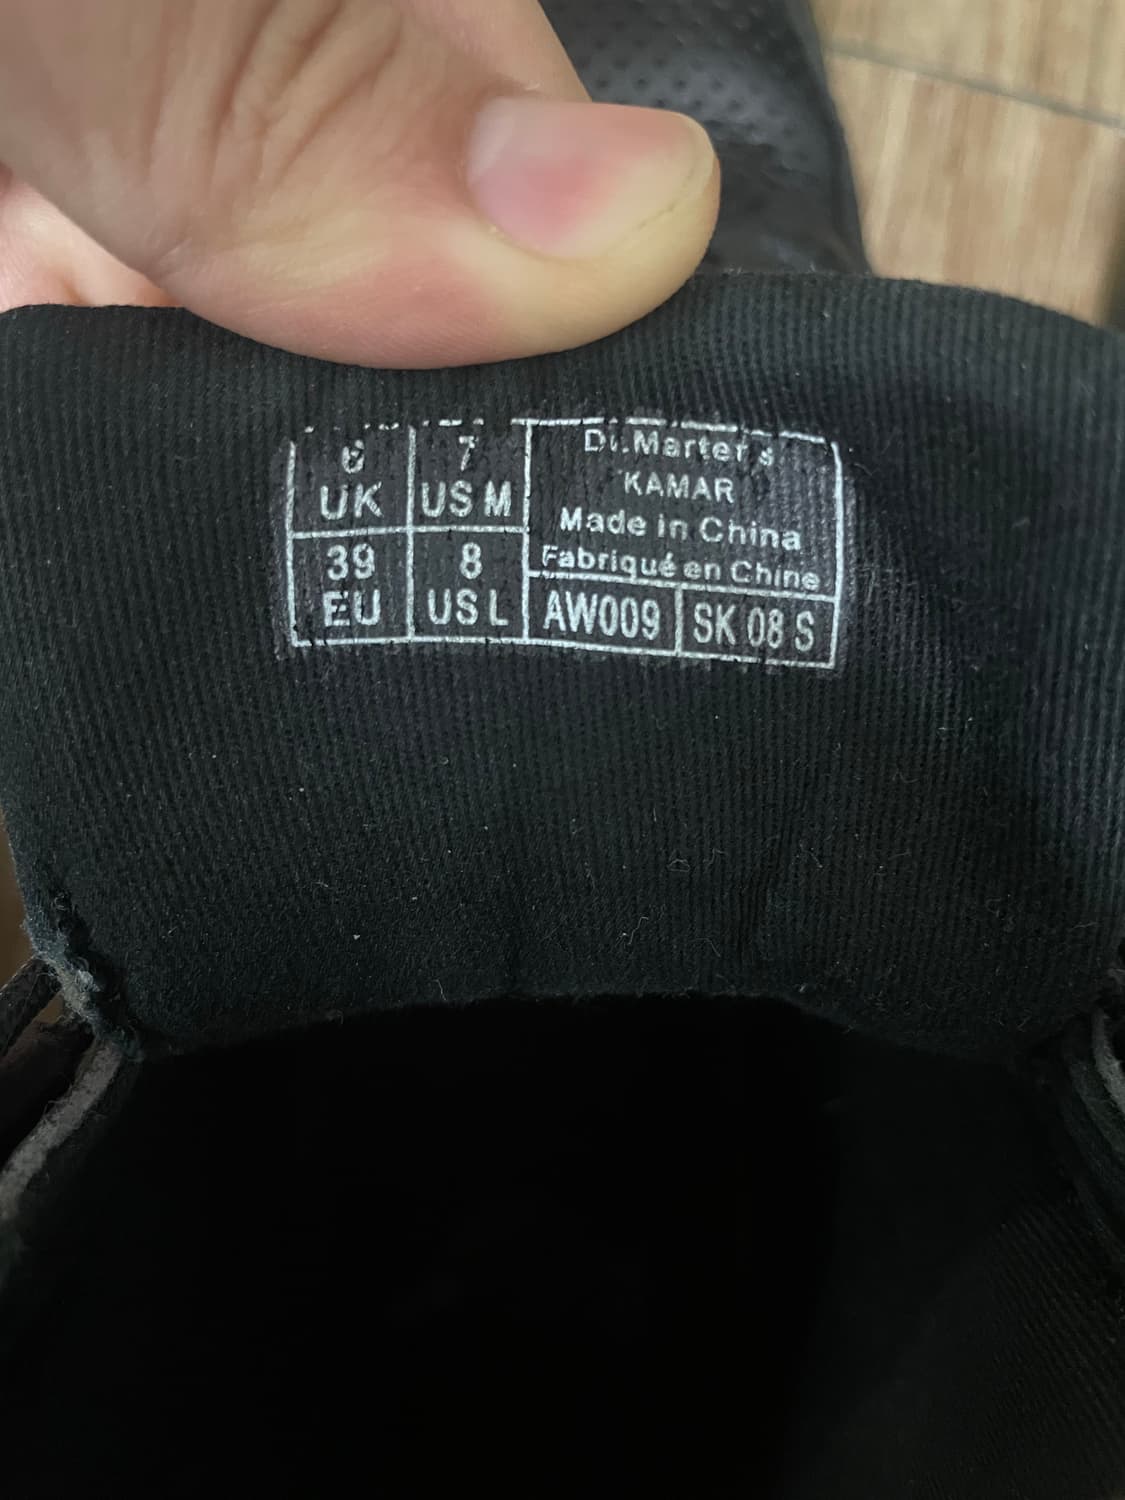 6 UK
7 US M
39 EU
8 US L
Dr.Marten's
KAMAR
Made in China
Fabriqué en Chine
AW009
SK 08 S